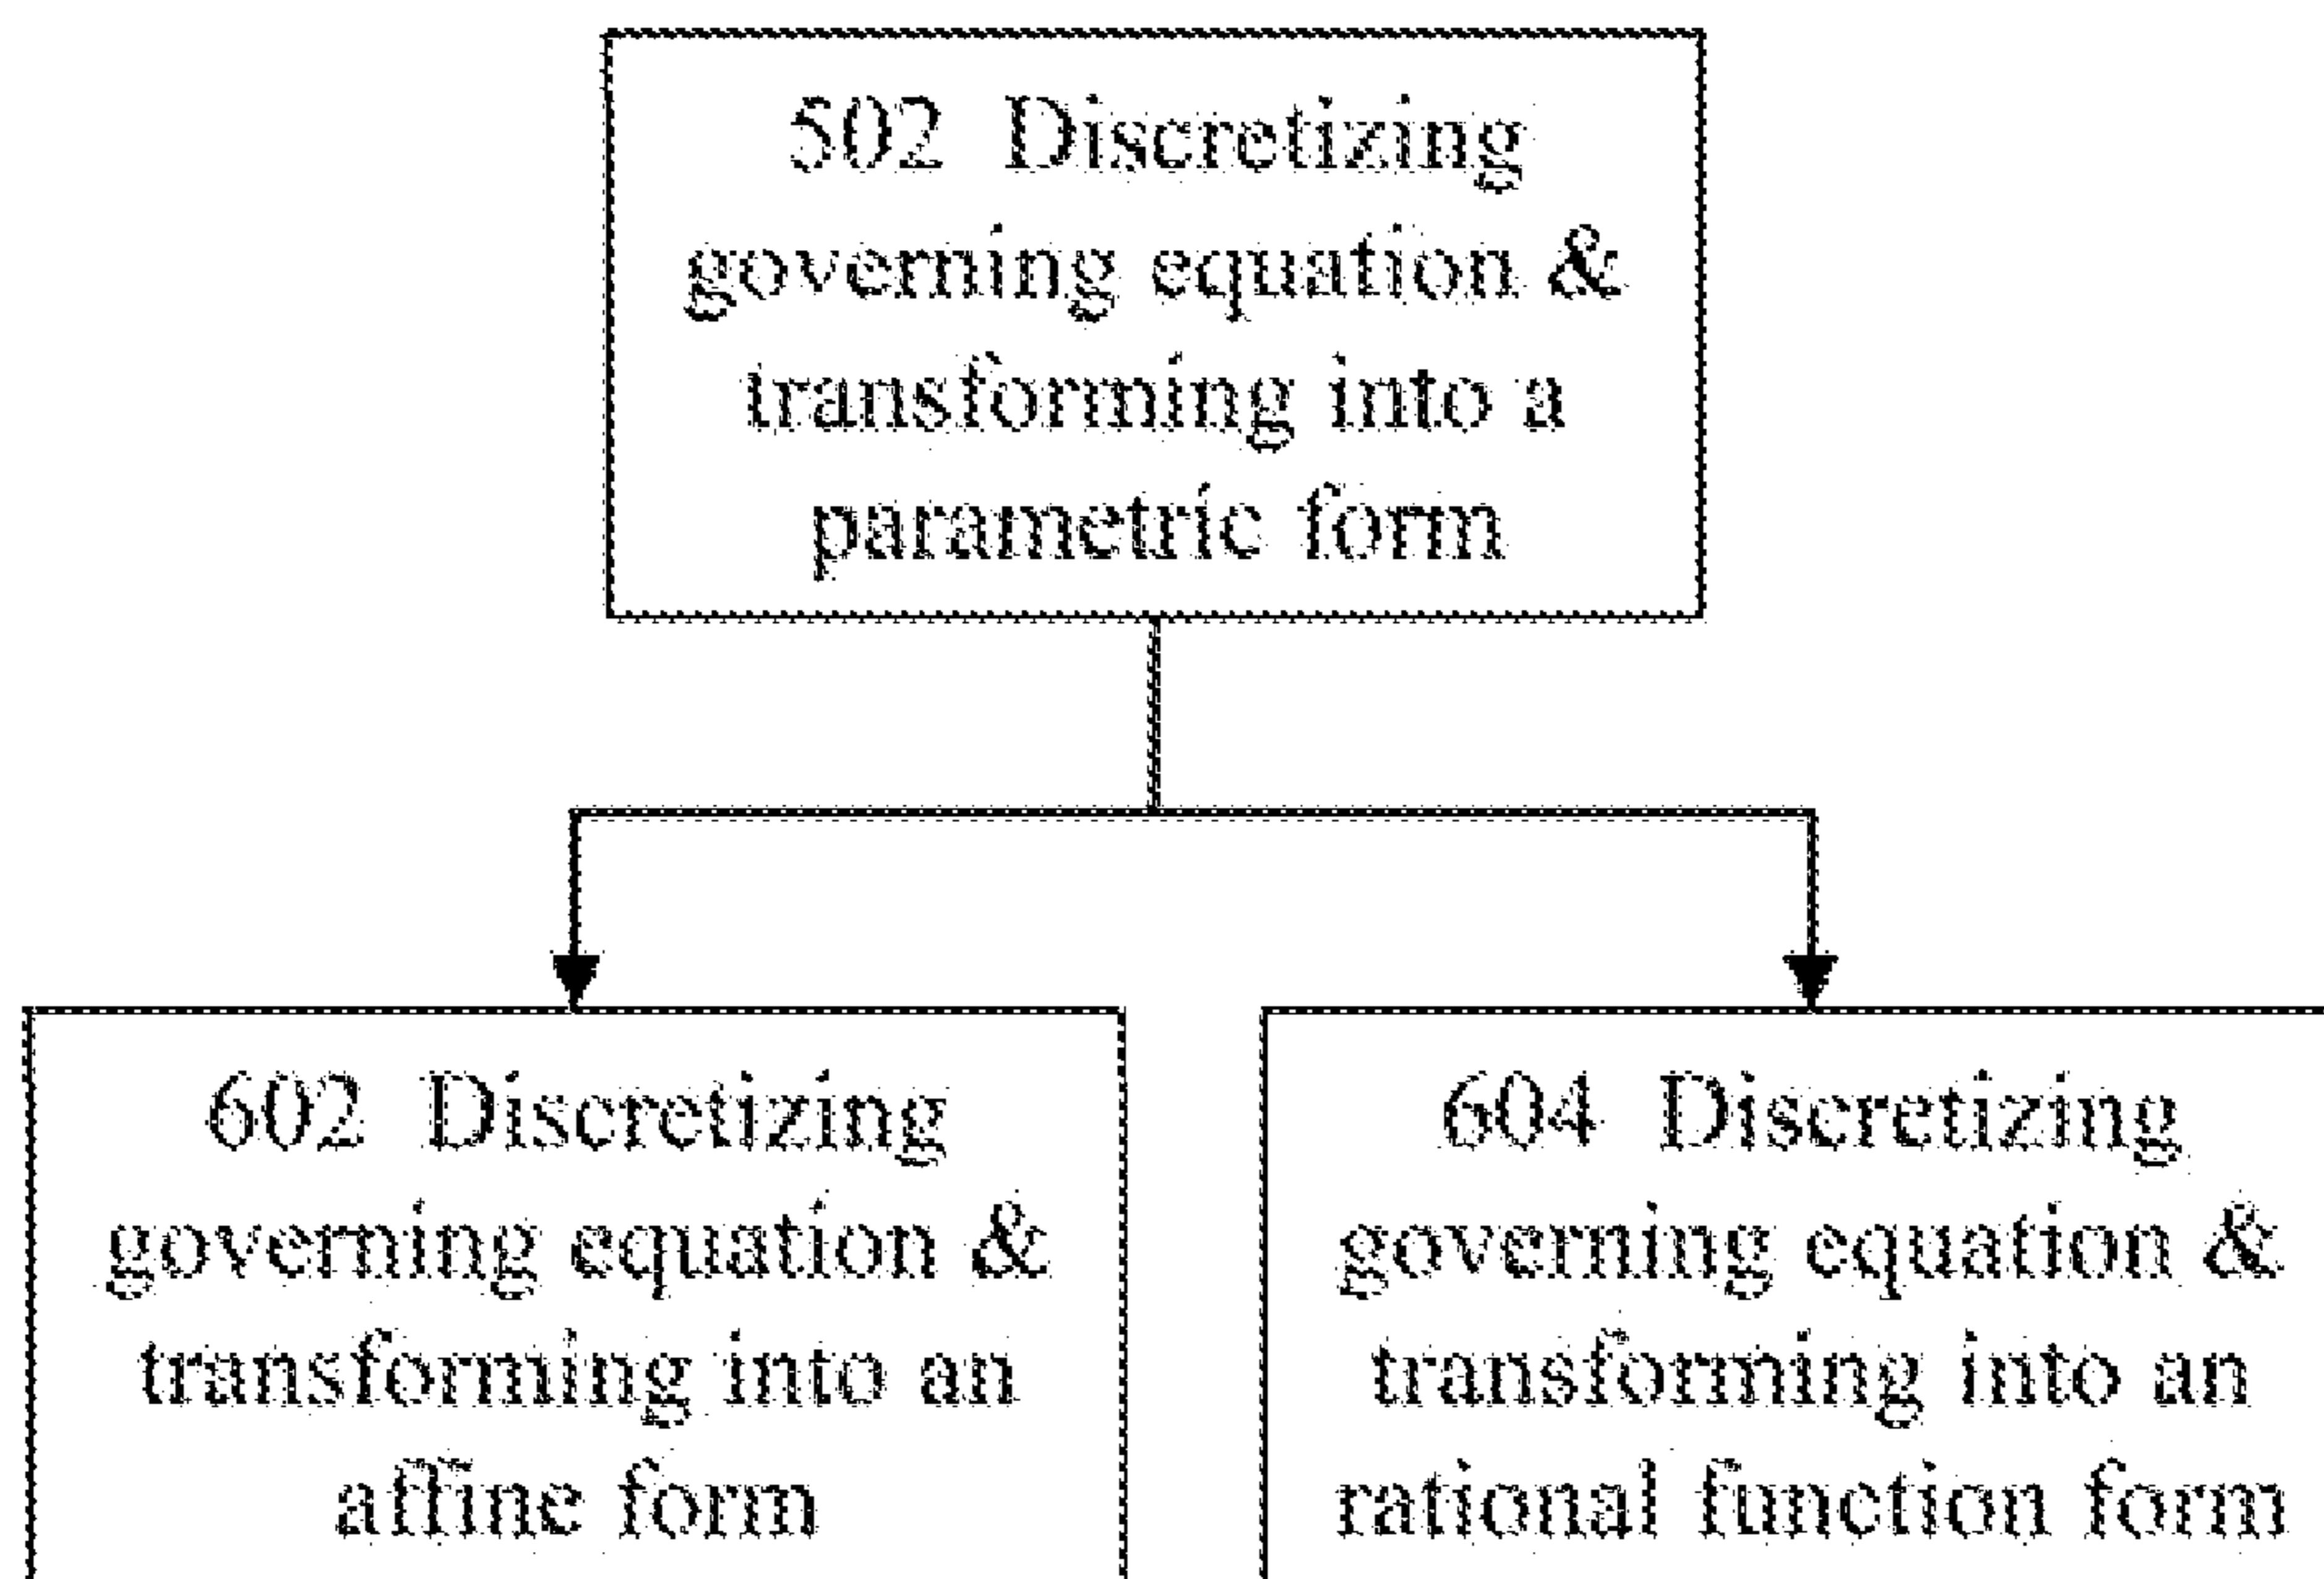 502 Discretizing
governing equation &
transforming into a
parametric form
602 Discretizing
governing equation &
transforming into an
affine form
604 Discretizing
governing equation &
transforming into an
rational function form